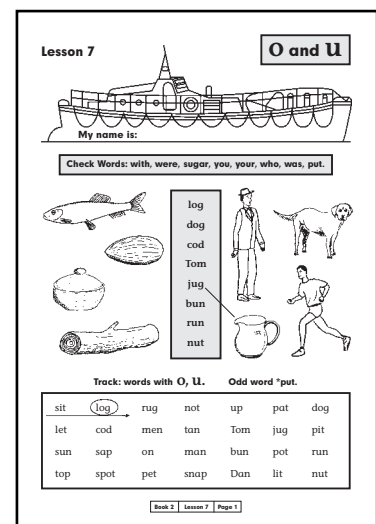 Lesson 7
o and u
My name is:
Check Words: with, were, sugar, you, your, who, was, put.
log
dog
cod
Tom
jug
bun
run
nut
Track: words with o, u. Odd word *put.
sit log rug not up pat dog
let cod men tan Tom jug pit
sun sap on man bun pot run
top spot pet snap Dan lit nut
Book 2 Lesson 7 Page 1